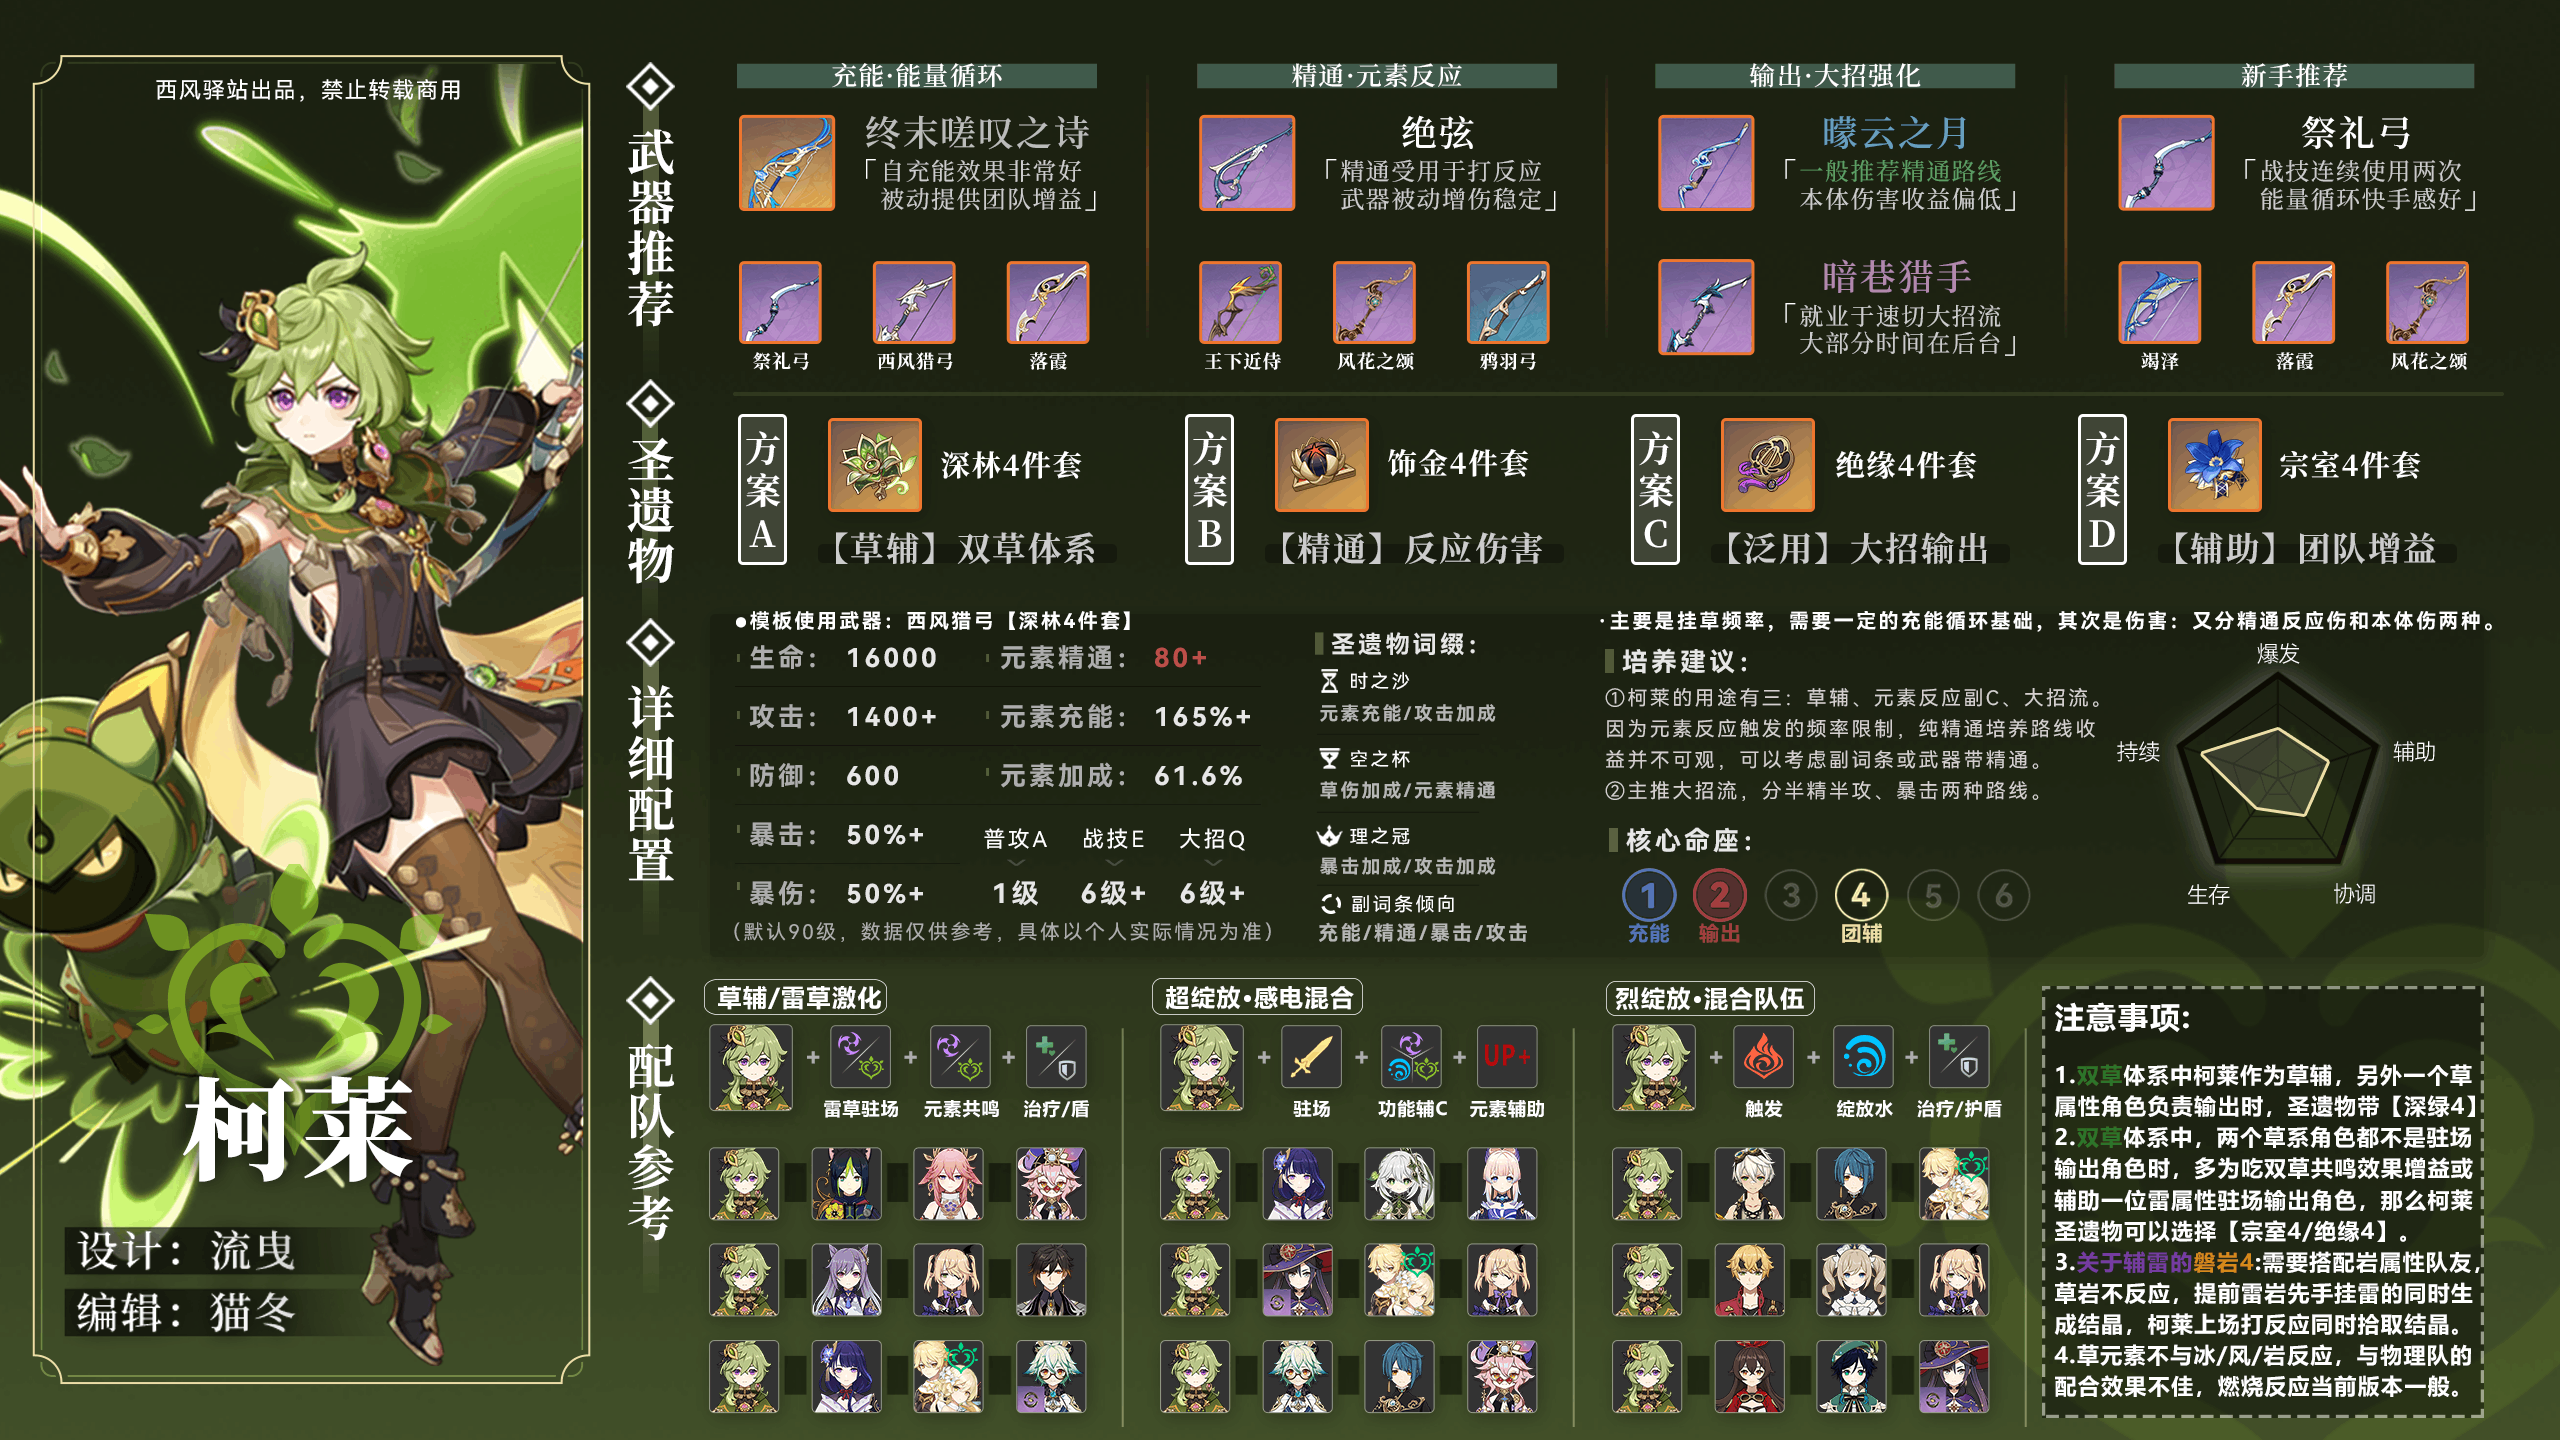 西风驿站出品，禁止转载商用
柯莱
设计：流曳
编辑：猫冬
武器推荐
充能·能量循环
终末嗟叹之诗
「自充能效果非常好
被动提供团队增益」
祭礼弓
西风猎弓
落霞
精通·元素反应
绝弦
「精通受用于打反应
武器被动增伤稳定」
王下近侍
风花之颂
鸦羽弓
输出·大招强化
曚云之月
「一般推荐精通路线
本体伤害收益偏低」
暗巷猎手
「就业于速切大招流
大部分时间在后台」
新手推荐
祭礼弓
「战技连续使用两次
能量循环快手感好」
竭泽
落霞
风花之颂
圣遗物
方案A
深林4件套
【草辅】双草体系
方案B
饰金4件套
【精通】反应伤害
方案C
绝缘4件套
【泛用】大招输出
方案D
宗室4件套
【辅助】团队增益
详细配置
●模板使用武器：西风猎弓【深林4件套】
生命： 16000 元素精通： 80+
攻击： 1400+ 元素充能： 165%+
防御： 600 元素加成： 61.6%
暴击： 50%+ 普攻A 战技E 大招Q
暴伤： 50%+ 1级 6级+ 6级+
（默认90级，数据仅供参考，具体以个人实际情况为准）
圣遗物词缀：
时之沙
元素充能/攻击加成
空之杯
草伤加成/元素精通
理之冠
暴击加成/攻击加成
副词条倾向
充能/精通/暴击/攻击
·主要是挂草频率，需要一定的充能循环基础，其次是伤害：又分精通反应伤和本体伤两种。
培养建议：
①柯莱的用途有三：草辅、元素反应副C、大招流。
因为元素反应触发的频率限制，纯精通培养路线收
益并不可观，可以考虑副词条或武器带精通。
②主推大招流，分半精半攻、暴击两种路线。
核心命座：
1 2 3 4 5 6
充能 输出 团辅
爆发
辅助
协调
生存
持续
配队参考
草辅/雷草激化
+ + +
雷草驻场 元素共鸣 治疗/盾
超绽放·感电混合
+ + + UP+
驻场 功能辅C 元素辅助
烈绽放·混合队伍
+ + +
触发 绽放水 治疗/护盾
注意事项：
1.双草体系中柯莱作为草辅，另外一个草
属性角色负责输出时，圣遗物带【深绿4】
2.双草体系中，两个草系角色都不是驻场
输出角色时，多为吃双草共鸣效果增益或
辅助一位雷属性驻场输出角色，那么柯莱
圣遗物可以选择【宗室4/绝缘4】。
3.关于辅雷的磐岩4:需要搭配岩属性队友，
草岩不反应，提前雷岩先手挂雷的同时生
成结晶，柯莱上场打反应同时拾取结晶。
4.草元素不与冰/风/岩反应，与物理队的
配合效果不佳，燃烧反应当前版本一般。